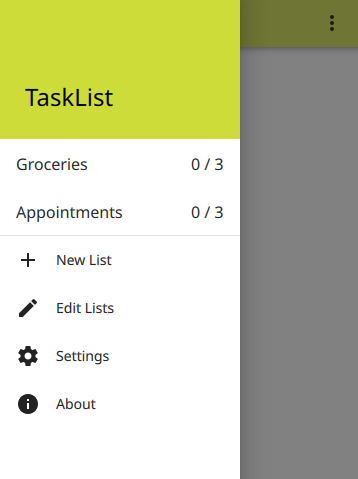 TaskList
Groceries 0 / 3
Appointments 0 / 3
New List
Edit Lists
Settings
About